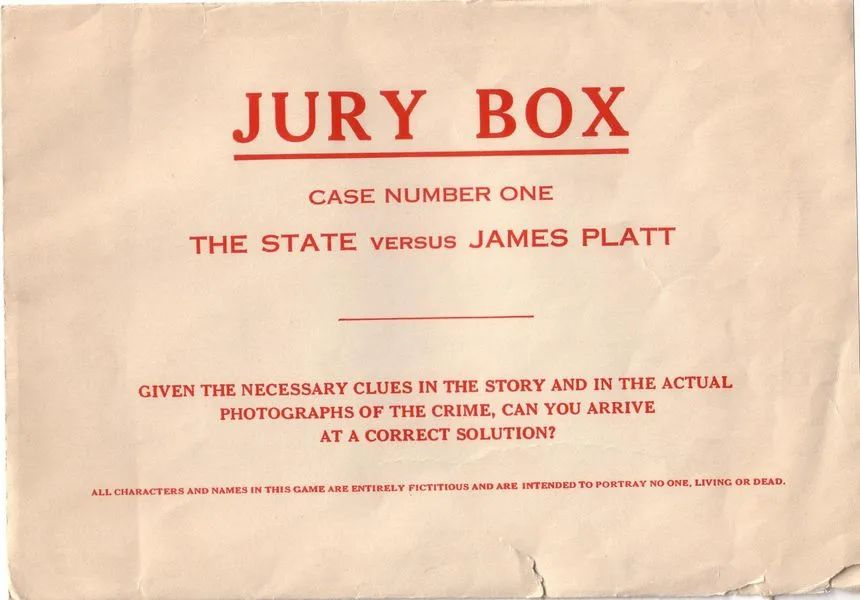 JURY BOX
CASE NUMBER ONE
THE STATE VERSUS JAMES PLATT
GIVEN THE NECESSARY CLUES IN THE STORY AND IN THE ACTUAL
PHOTOGRAPHS OF THE CRIME, CAN YOU ARRIVE
AT A CORRECT SOLUTION?
ALL CHARACTERS AND NAMES IN THIS GAME ARE ENTIRELY FICTITIOUS AND ARE INTENDED TO PORTRAY NO ONE, LIVING OR DEAD.